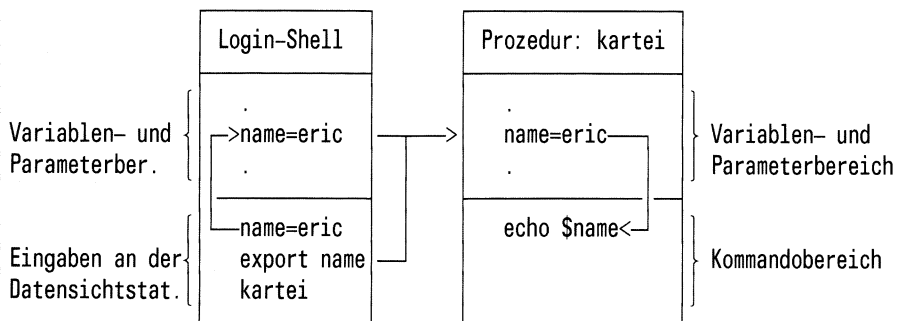 Login-Shell
Prozedur: kartei
.
.
Variablen- und
>name=eric
>
name=eric
Variablen- und
Parameterber.
.
.
Parameterbereich
name=eric
echo $name<
Eingaben an der
export name
Kommandobereich
Datensichtstat.
kartei